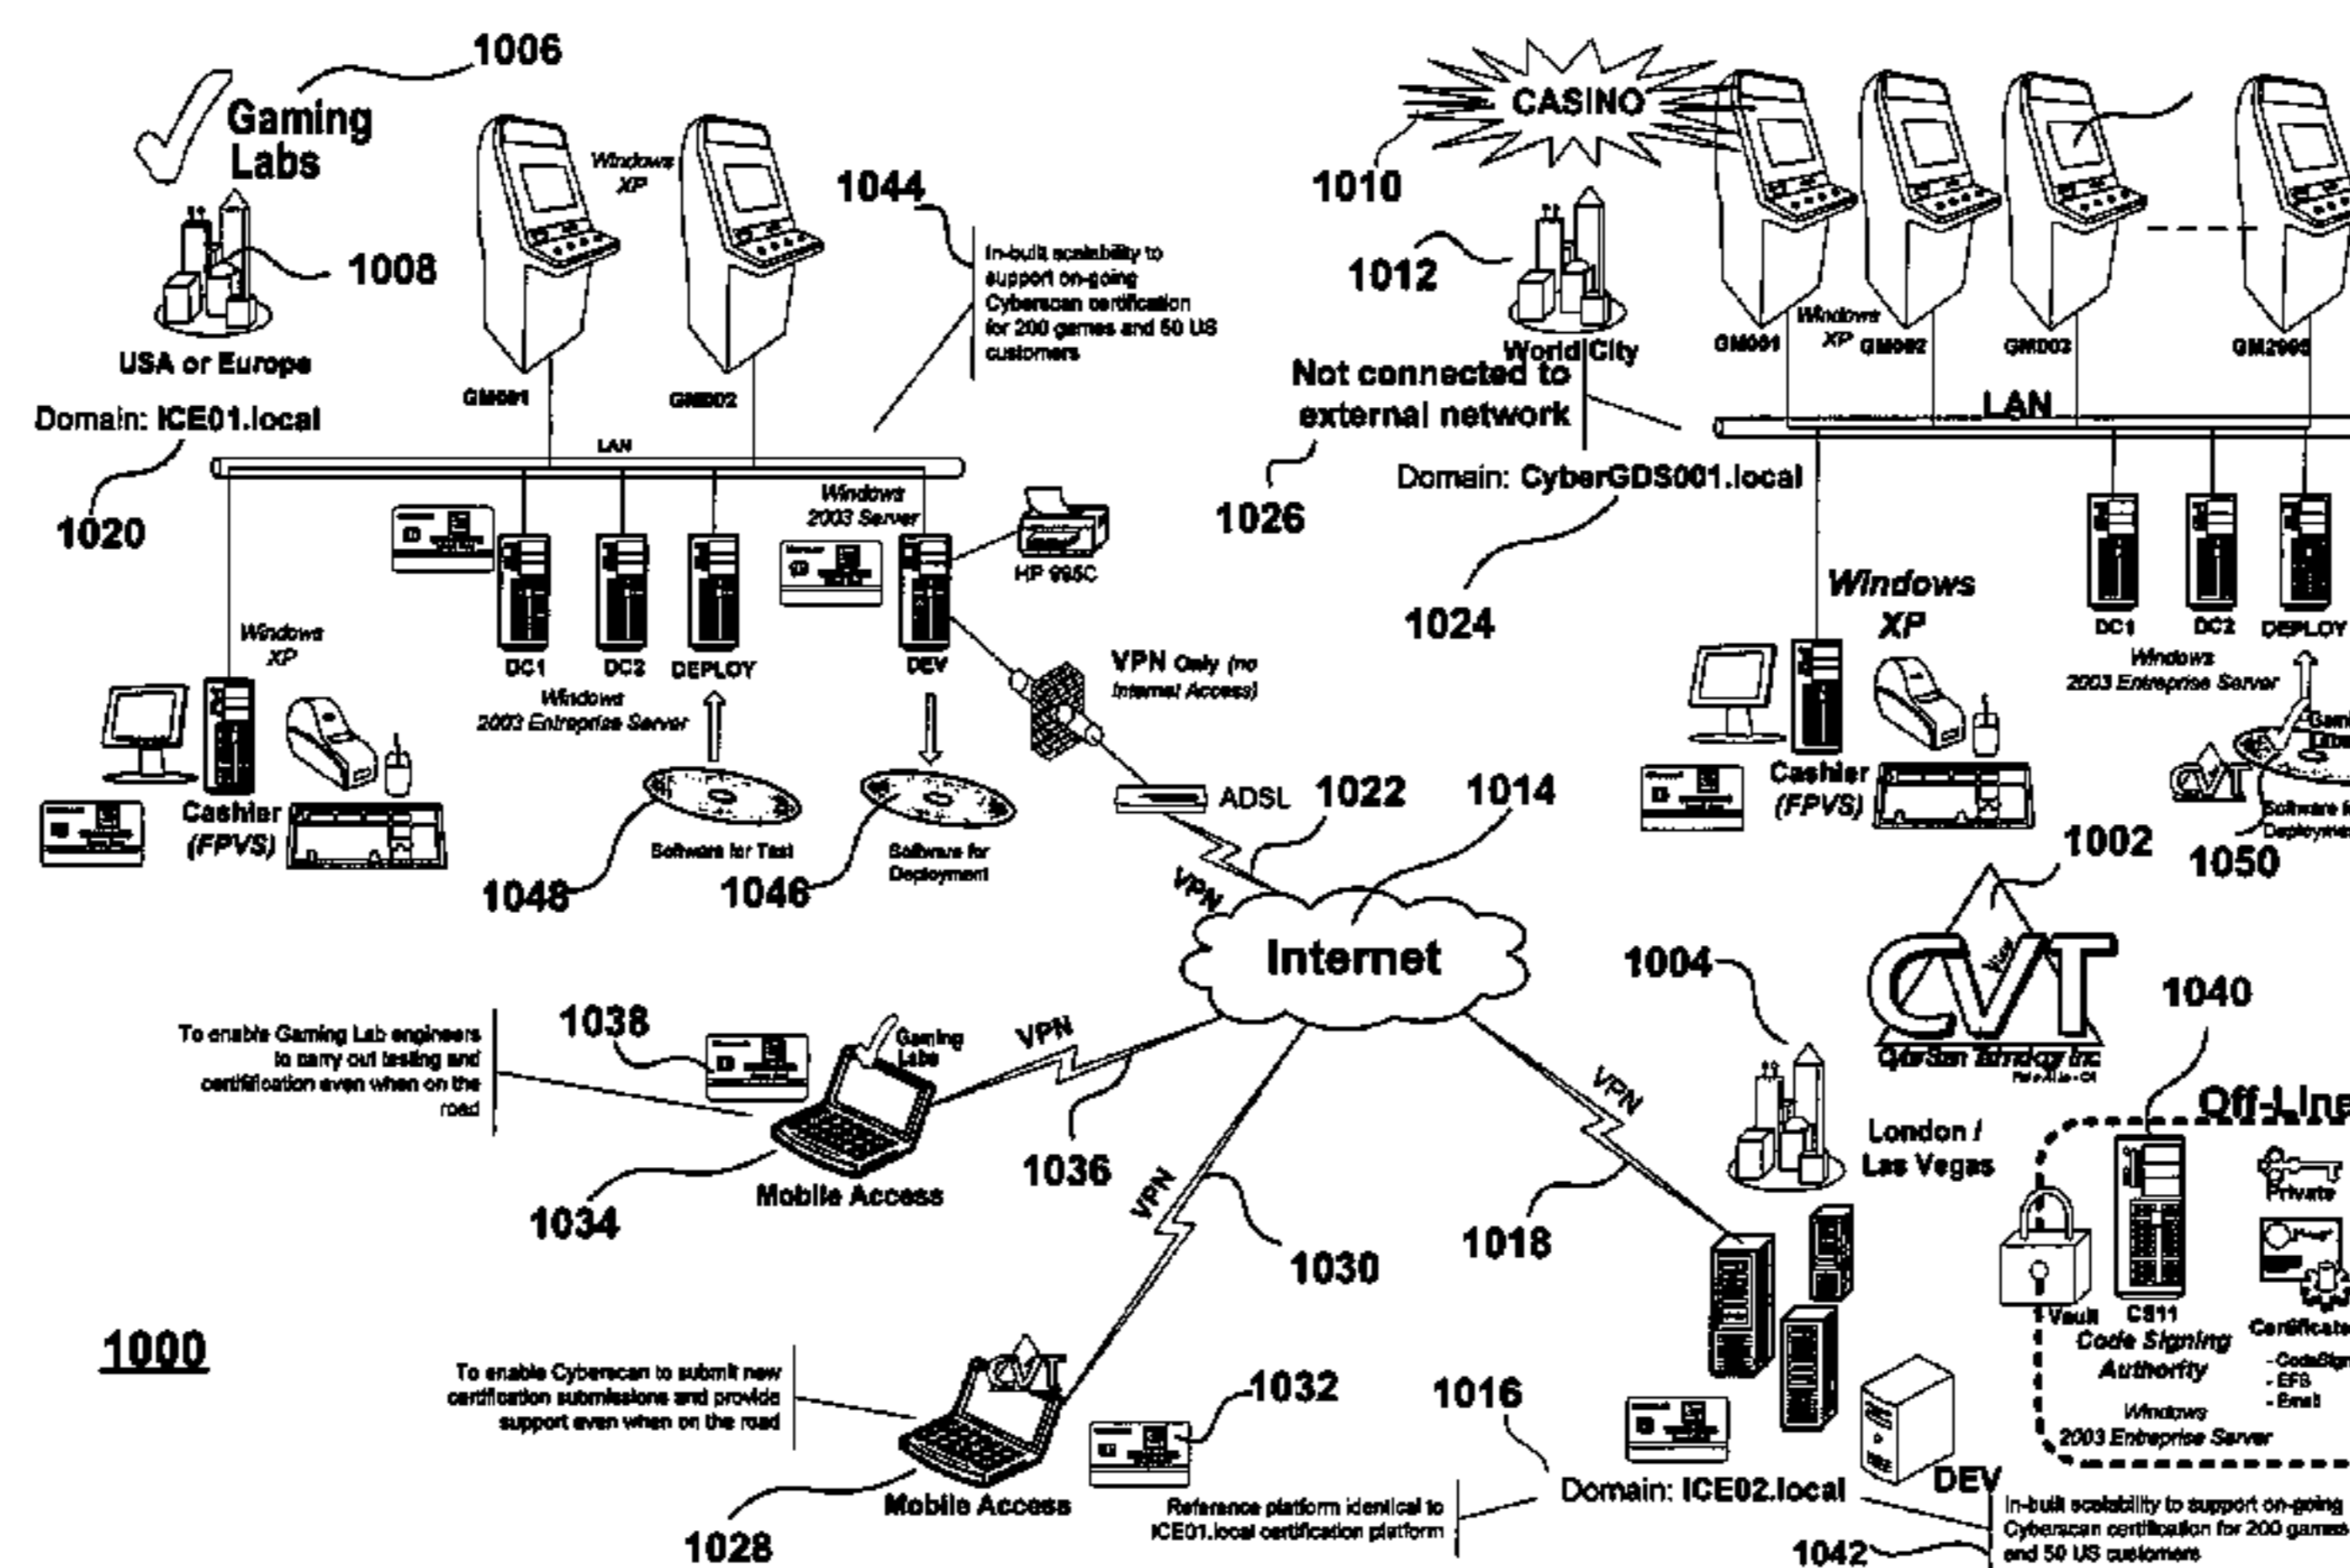 1006
Gaming
Labs
1008
USA or Europe
Domain: ICE01.local
1020
Windows
XP
GM001
GM002
1044
In-built scalability to
support on-going
Cyberscan certification
for 200 games and 50 US
customers
LAN
Windows
2003 Server
HP 995C
DC1
DC2
DEPLOY
DEV
Windows
2003 Entreprise Server
Windows
XP
Cashier
(FPVS)
1048
Software for Test
1046
Software for
Deployment
VPN Only (no
Internet Access)
ADSL
1022
VPN
1014
Internet
CASINO
1010
1012
World City
Not connected to
external network
1026
Domain: CyberGDS001.local
1024
GM001
Windows
XP
GM002
GM003
LAN
Windows
XP
DC1
DC2
DEPLOY
Windows
2003 Entreprise Server
Cashier
(FPVS)
CVT
1050
1002
CVT
1004
London /
Las Vegas
1040
Off-Line
Private
Vault
CS11
Code Signing
Authority
Windows
2003 Entreprise Server
- EFS
- Email
To enable Gaming Lab engineers
to carry out testing and
certification even when on the
road
1038
Gaming
Labs
VPN
1036
Mobile Access
1034
VPN
1030
VPN
1018
1000
To enable Cyberscan to submit new
certification submissions and provide
support even when on the road
CVT
1032
Mobile Access
1028
1016
Domain: ICE02.local
DEV
Reference platform identical to
ICE01.local certification platform
In-built scalability to support on-going
Cyberscan certification for 200 games
and 50 US customers
1042